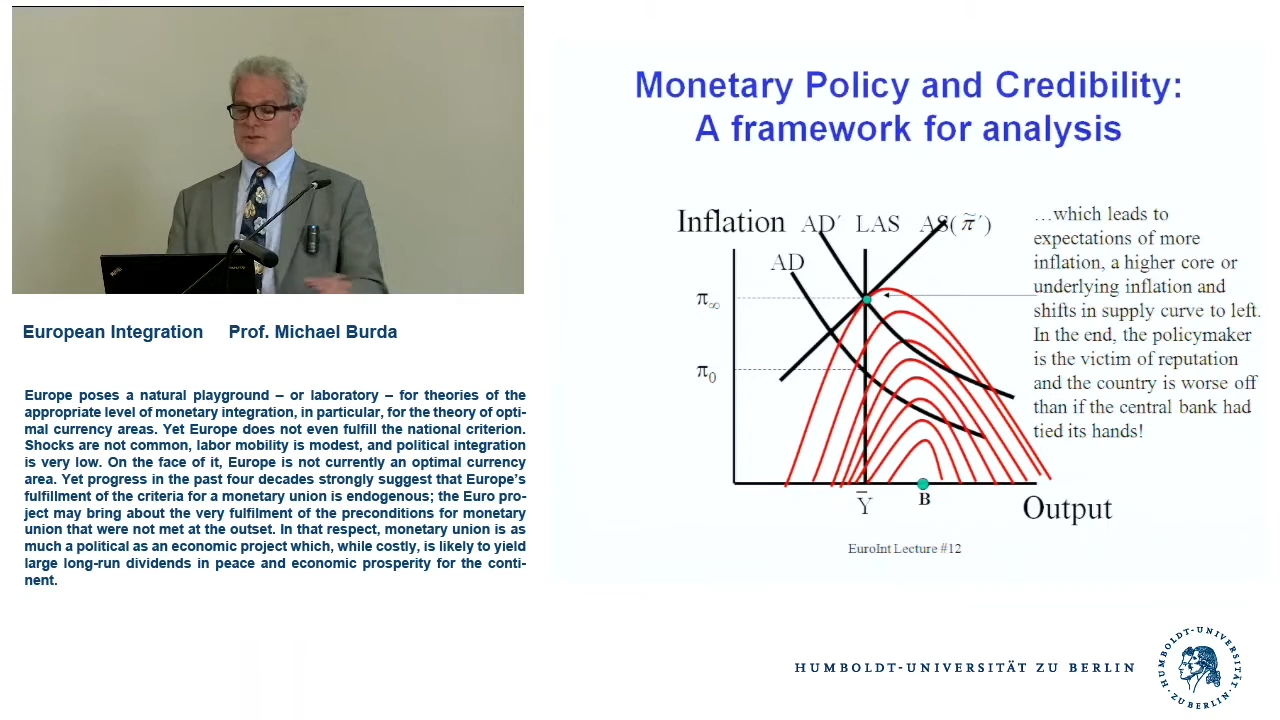 Monetary Policy and Credibility:
A framework for analysis
Inflation AD´ LAS AS(π̃´)
AD
π∞
π0
Y̅
B
Output
…which leads to
expectations of more
inflation, a higher core or
underlying inflation and
shifts in supply curve to left.
In the end, the policymaker
is the victim of reputation
and the country is worse off
than if the central bank had
tied its hands!
EuroInt Lecture #12
European Integration Prof. Michael Burda
Europe poses a natural playground – or laboratory – for theories of the
appropriate level of monetary integration, in particular, for the theory of opti-
mal currency areas. Yet Europe does not even fulfill the national criterion.
Shocks are not common, labor mobility is modest, and political integration
is very low. On the face of it, Europe is not currently an optimal currency
area. Yet progress in the past four decades strongly suggest that Europe's
fulfillment of the criteria for a monetary union is endogenous; the Euro pro-
ject may bring about the very fulfilment of the preconditions for monetary
union that were not met at the outset. In that respect, monetary union is as
much a political as an economic project which, while costly, is likely to yield
large long-run dividends in peace and economic prosperity for the conti-
nent.
HUMBOLDT-UNIVERSITÄT ZU BERLIN
HUMBOLDT-UNIVERSITÄT
ZU BERLIN